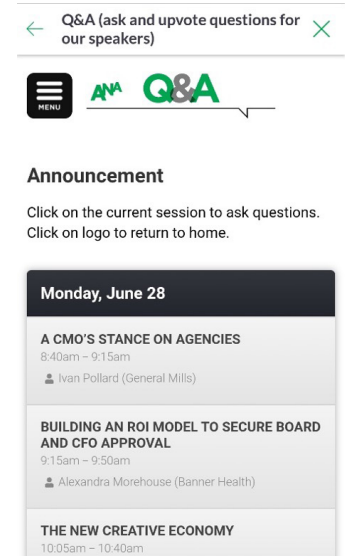 Q&A (ask and upvote questions for
our speakers)
MENU
ANA Q&A
Announcement
Click on the current session to ask questions.
Click on logo to return to home.
Monday, June 28
A CMO'S STANCE ON AGENCIES
8:40am – 9:15am
Ivan Pollard (General Mills)
BUILDING AN ROI MODEL TO SECURE BOARD
AND CFO APPROVAL
9:15am – 9:50am
Alexandra Morehouse (Banner Health)
THE NEW CREATIVE ECONOMY
10:05am – 10:40am